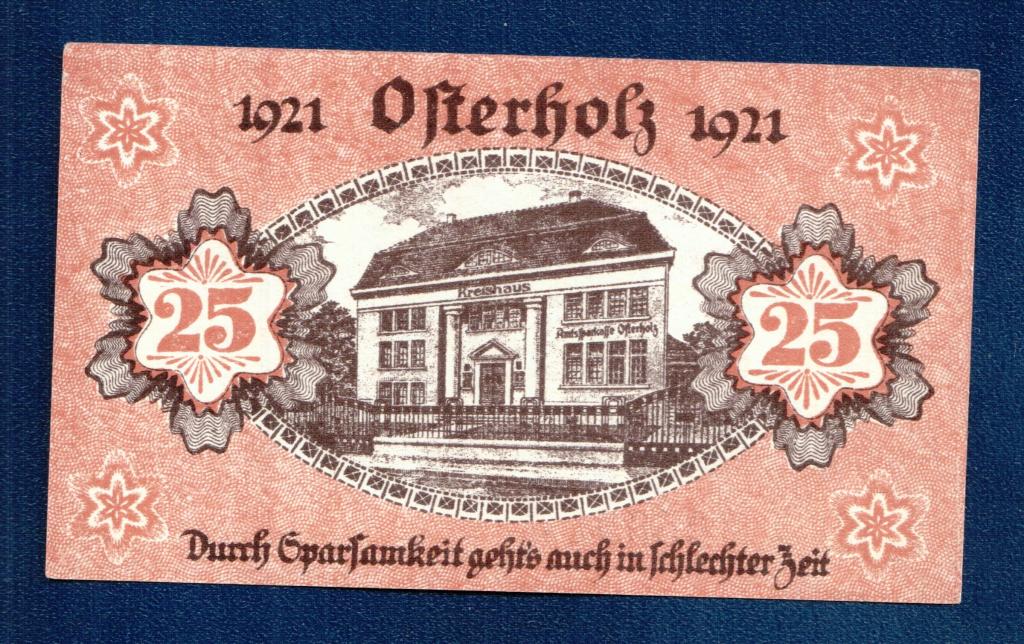 1921 Osterholz 1921
Kreishaus
Amtssparkasse Osterholz
25 25
Durch Sparsamkeit geht's auch in schlechter Zeit